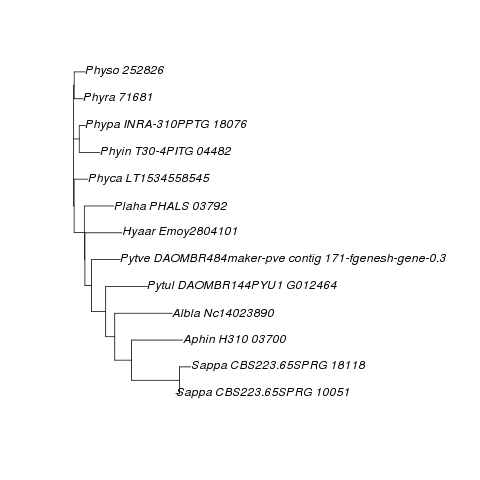 Physo 252826
Phyra 71681
Phypa INRA-310PPTG 18076
Phyin T30-4PITG 04482
Phyca LT1534558545
Plaha PHALS 03792
Hyaar Emoy2804101
Pytve DAOMBR484maker-pve contig 171-fgenesh-gene-0.3
Pytul DAOMBR144PYU1 G012464
Albla Nc14023890
Aphin H310 03700
Sappa CBS223.65SPRG 18118
Sappa CBS223.65SPRG 10051